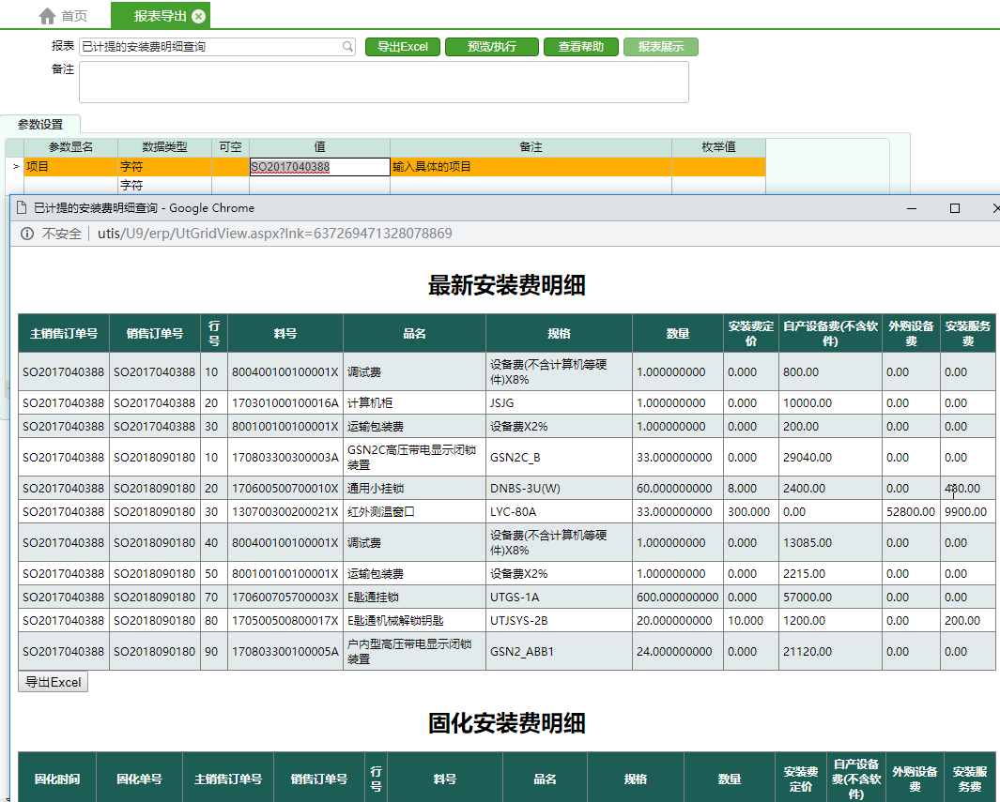 首页 报表导出
报表 已计提的安装费明细查询 导出Excel 预览/执行 查看帮助 报表展示
备注
参数设置
参数显名 数据类型 可空 值 备注 枚举值
> 项目 字符 SO2017040388 输入具体的项目
字符
已计提的安装费明细查询 - Google Chrome
不安全 | utis/U9/erp/UtGridView.aspx?lnk=637269471328078869
最新安装费明细
主销售订单号 销售订单号 行号 料号 品名 规格 数量 安装费定价 自产设备费(不含软件) 外购设备费 安装服务费
SO2017040388 SO2017040388 10 800400100100001X 调试费 设备费(不含计算机等硬件)X8% 1.000000000 0.000 800.00 0.00 0.00
SO2017040388 SO2017040388 20 170301000100016A 计算机柜 JSJG 1.000000000 0.000 10000.00 0.00 0.00
SO2017040388 SO2017040388 30 800100100100001X 运输包装费 设备费X2% 1.000000000 0.000 200.00 0.00 0.00
SO2017040388 SO2018090180 10 170803300300003A GSN2C高压带电显示闭锁装置 GSN2C_B 33.000000000 0.000 29040.00 0.00 0.00
SO2017040388 SO2018090180 20 170600500700010X 通用小挂锁 DNBS-3U(W) 60.000000000 8.000 2400.00 0.00 480.00
SO2017040388 SO2018090180 30 130700300200021X 红外测温窗口 LYC-80A 33.000000000 300.000 0.00 52800.00 9900.00
SO2017040388 SO2018090180 40 800400100100001X 调试费 设备费(不含计算机等硬件)X8% 1.000000000 0.000 13085.00 0.00 0.00
SO2017040388 SO2018090180 50 800100100100001X 运输包装费 设备费X2% 1.000000000 0.000 2215.00 0.00 0.00
SO2017040388 SO2018090180 70 170600705700003X E匙通挂锁 UTGS-1A 600.000000000 0.000 57000.00 0.00 0.00
SO2017040388 SO2018090180 80 170500500800017X E匙通机械解锁钥匙 UTJSYS-2B 20.000000000 10.000 1200.00 0.00 200.00
SO2017040388 SO2018090180 90 170803300100005A 户内型高压带电显示闭锁装置 GSN2_ABB1 24.000000000 0.000 21120.00 0.00 0.00
导出Excel
固化安装费明细
固化时间 固化单号 主销售订单号 销售订单号 行号 料号 品名 规格 数量 安装费定价 自产设备费(不含软件) 外购设备费 安装服务费